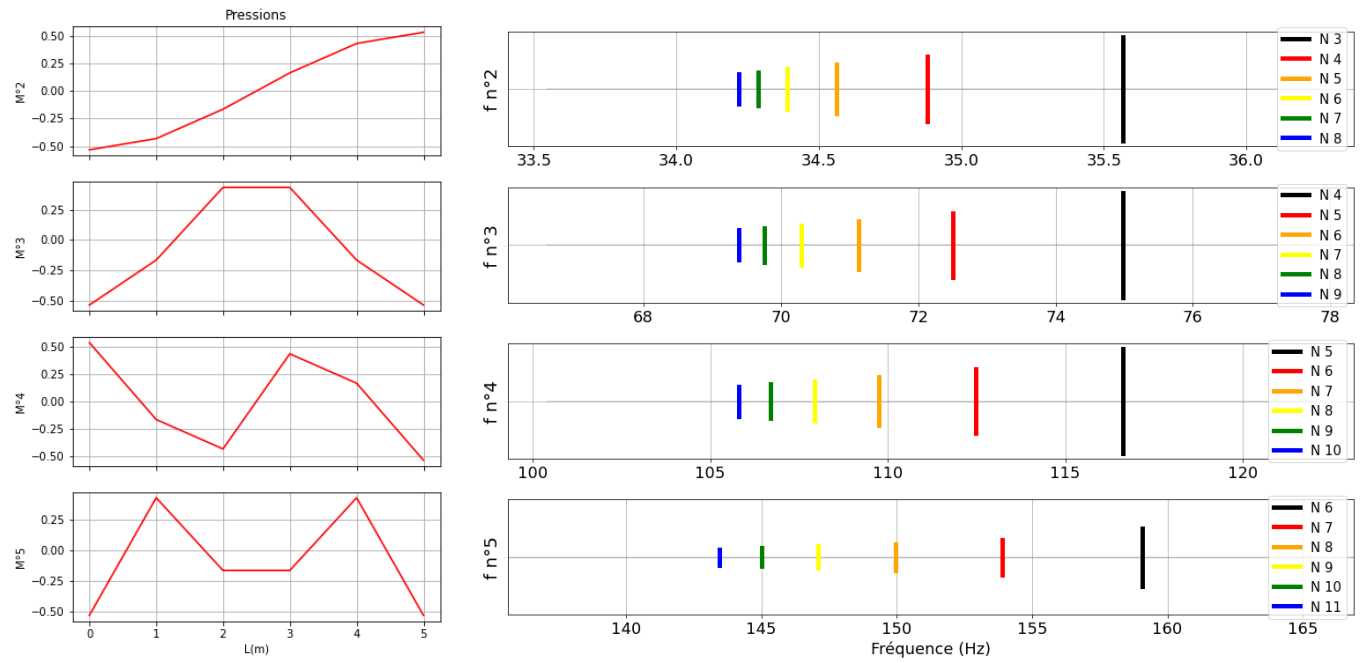 Pressions
M°2
0.50
0.25
0.00
−0.25
−0.50
M°3
0.25
0.00
−0.25
−0.50
M°4
0.50
0.25
0.00
−0.25
−0.50
M°5
0.25
0.00
−0.25
−0.50
0 1 2 3 4 5
L(m)
f n°2
33.5 34.0 34.5 35.0 35.5 36.0
N 3
N 4
N 5
N 6
N 7
N 8
f n°3
68 70 72 74 76 78
N 4
N 5
N 6
N 7
N 8
N 9
f n°4
100 105 110 115 120
N 5
N 6
N 7
N 8
N 9
N 10
f n°5
140 145 150 155 160 165
N 6
N 7
N 8
N 9
N 10
N 11
Fréquence (Hz)